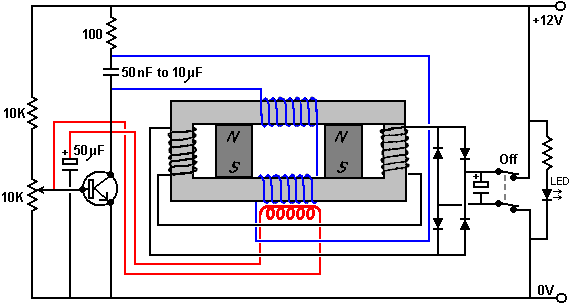 +12V
100
50nF to 10µF
10K
50µF
+
N
N
S
S
Off
+
LED
10K
0V